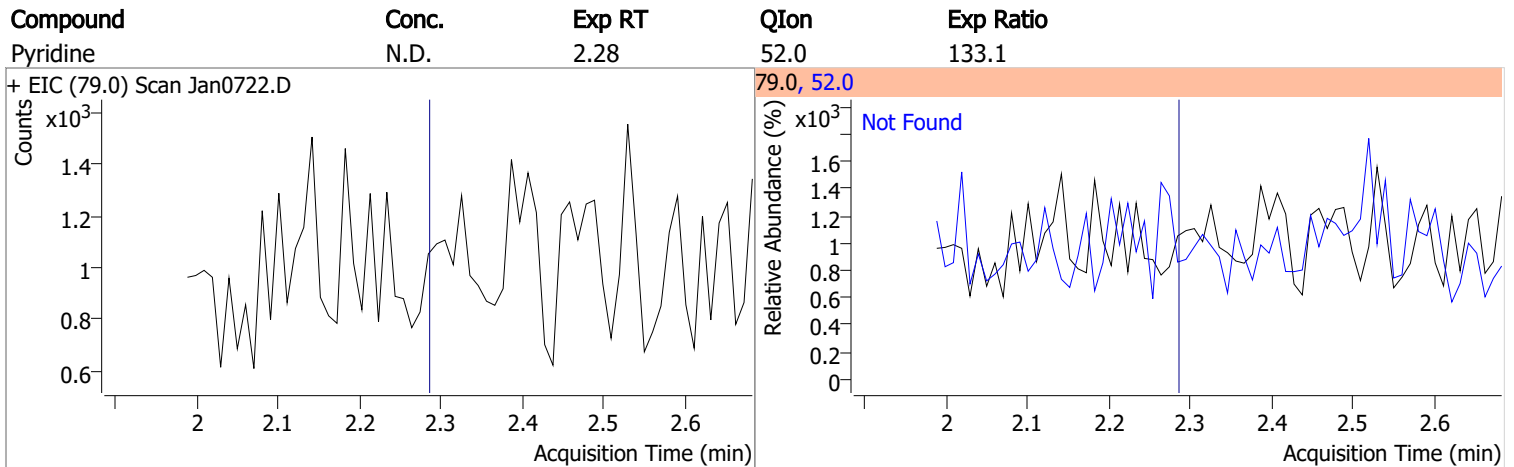 Compound Conc. Exp RT QIon Exp Ratio
Pyridine N.D. 2.28 52.0 133.1
+ EIC (79.0) Scan Jan0722.D
Counts
x10³
1.4
1.2
1
0.8
0.6
2 2.1 2.2 2.3 2.4 2.5 2.6
Acquisition Time (min)
79.0, 52.0
Relative Abundance (%)
x10³
Not Found
1.6
1.4
1.2
1
0.8
0.6
0.4
0.2
0
2 2.1 2.2 2.3 2.4 2.5 2.6
Acquisition Time (min)